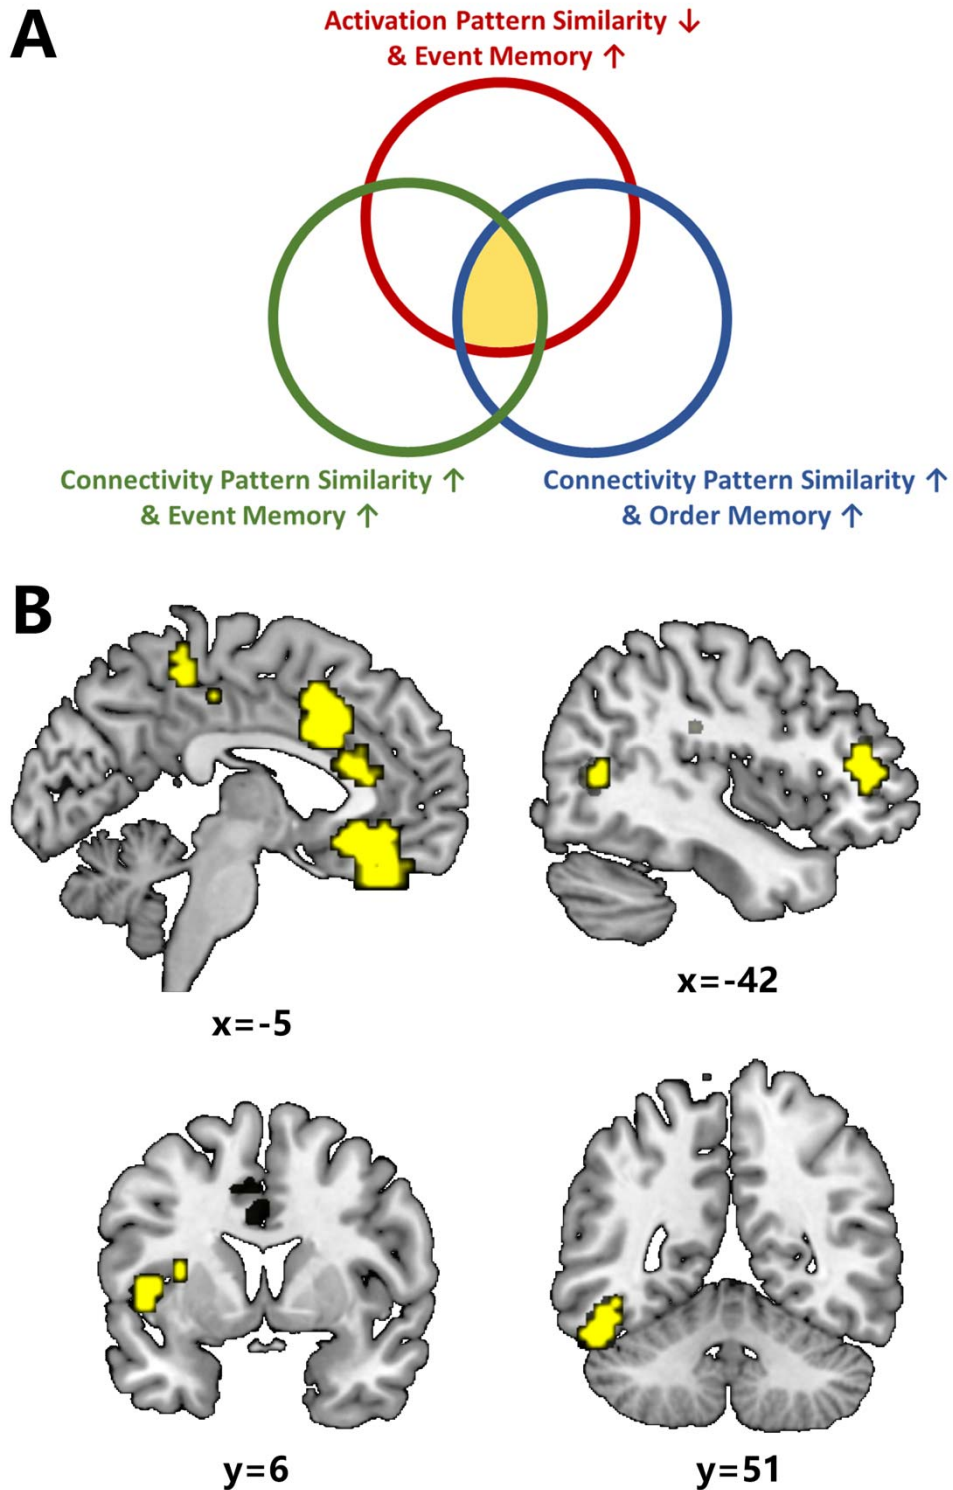 A
Activation Pattern Similarity ↓
& Event Memory ↑
Connectivity Pattern Similarity ↑
& Event Memory ↑
Connectivity Pattern Similarity ↑
& Order Memory ↑
B
x=-5
x=-42
y=6
y=51